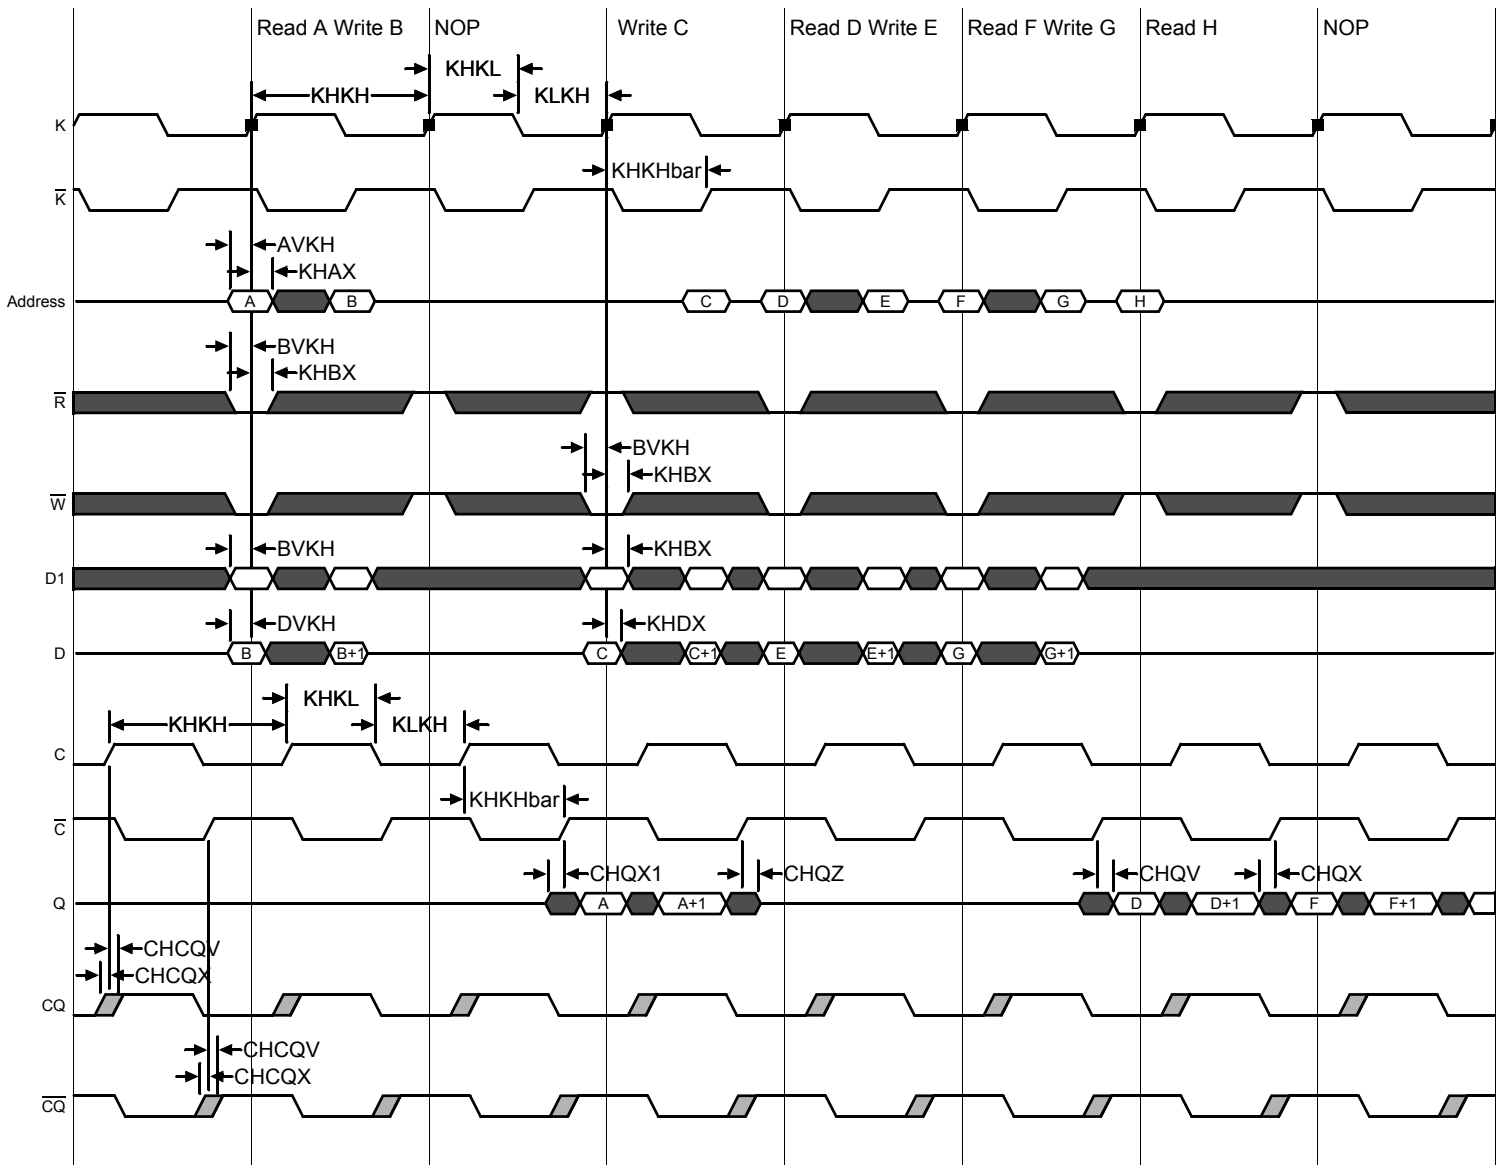 Read A Write B NOP Write C Read D Write E Read F Write G Read H NOP
KHKL
KHKH KLKH
K
KHKHbar
K̅
AVKH
KHAX
Address A B C D E F G H
BVKH
KHBX
R̅
BVKH
KHBX
W̅
BVKH KHBX
D1
DVKH KHDX
D B B+1 C C+1 E E+1 G G+1
KHKL
KHKH KLKH
C
KHKHbar
C̅
CHQX1 CHQZ CHQV CHQX
Q A A+1 D D+1 F F+1
CHCQV
CHCQX
CQ
CHCQV
CHCQX
C̅Q̅